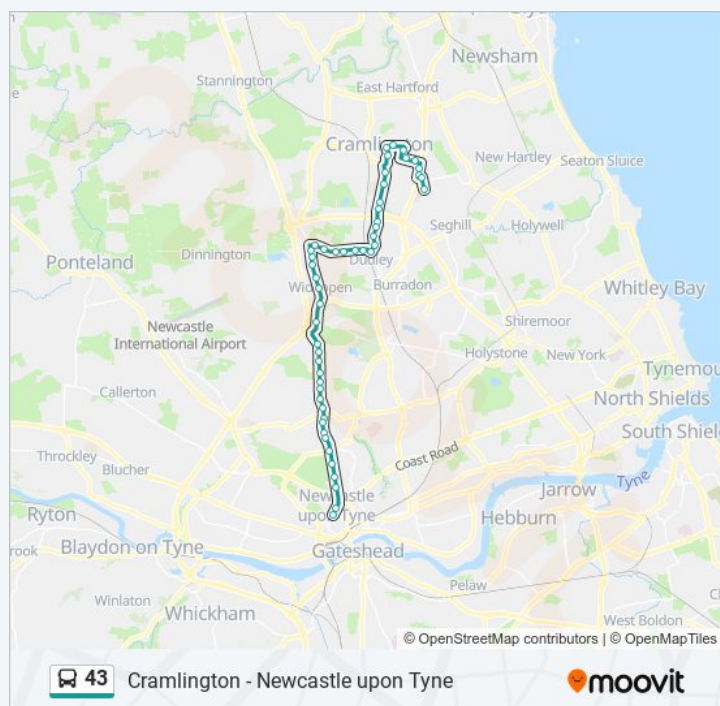 Newsham
Stannington
East Hartford
Cramlington
New Hartley
Seaton Sluice
Seghill
Holywell
Dinnington
Ponteland
Dudley
Wideopen
Burradon
Whitley Bay
Newcastle
International Airport
Shiremoor
Holystone
New York
Tynemou
Callerton
North Shields
South Shield
Coast Road
Throckley
Blucher
Newcastle
upon Tyne
Tyne
Jarrow
Ryton
Hebburn
Blaydon on Tyne
Gateshead
rook
Pelaw
Winlaton
Whickham
West Boldon
© OpenStreetMap contributors | © OpenMapTiles
43 Cramlington - Newcastle upon Tyne
moovit